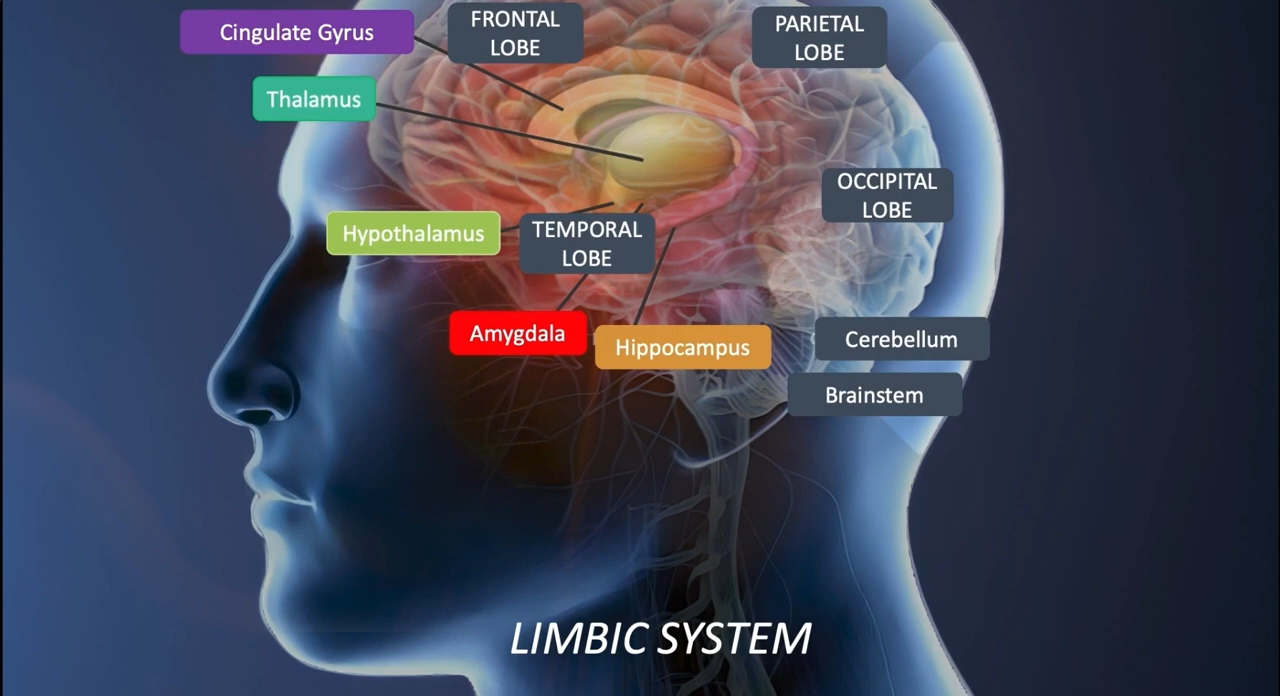 Cingulate Gyrus
FRONTAL
LOBE
PARIETAL
LOBE
Thalamus
OCCIPITAL
LOBE
Hypothalamus
TEMPORAL
LOBE
Amygdala
Hippocampus
Cerebellum
Brainstem
LIMBIC SYSTEM